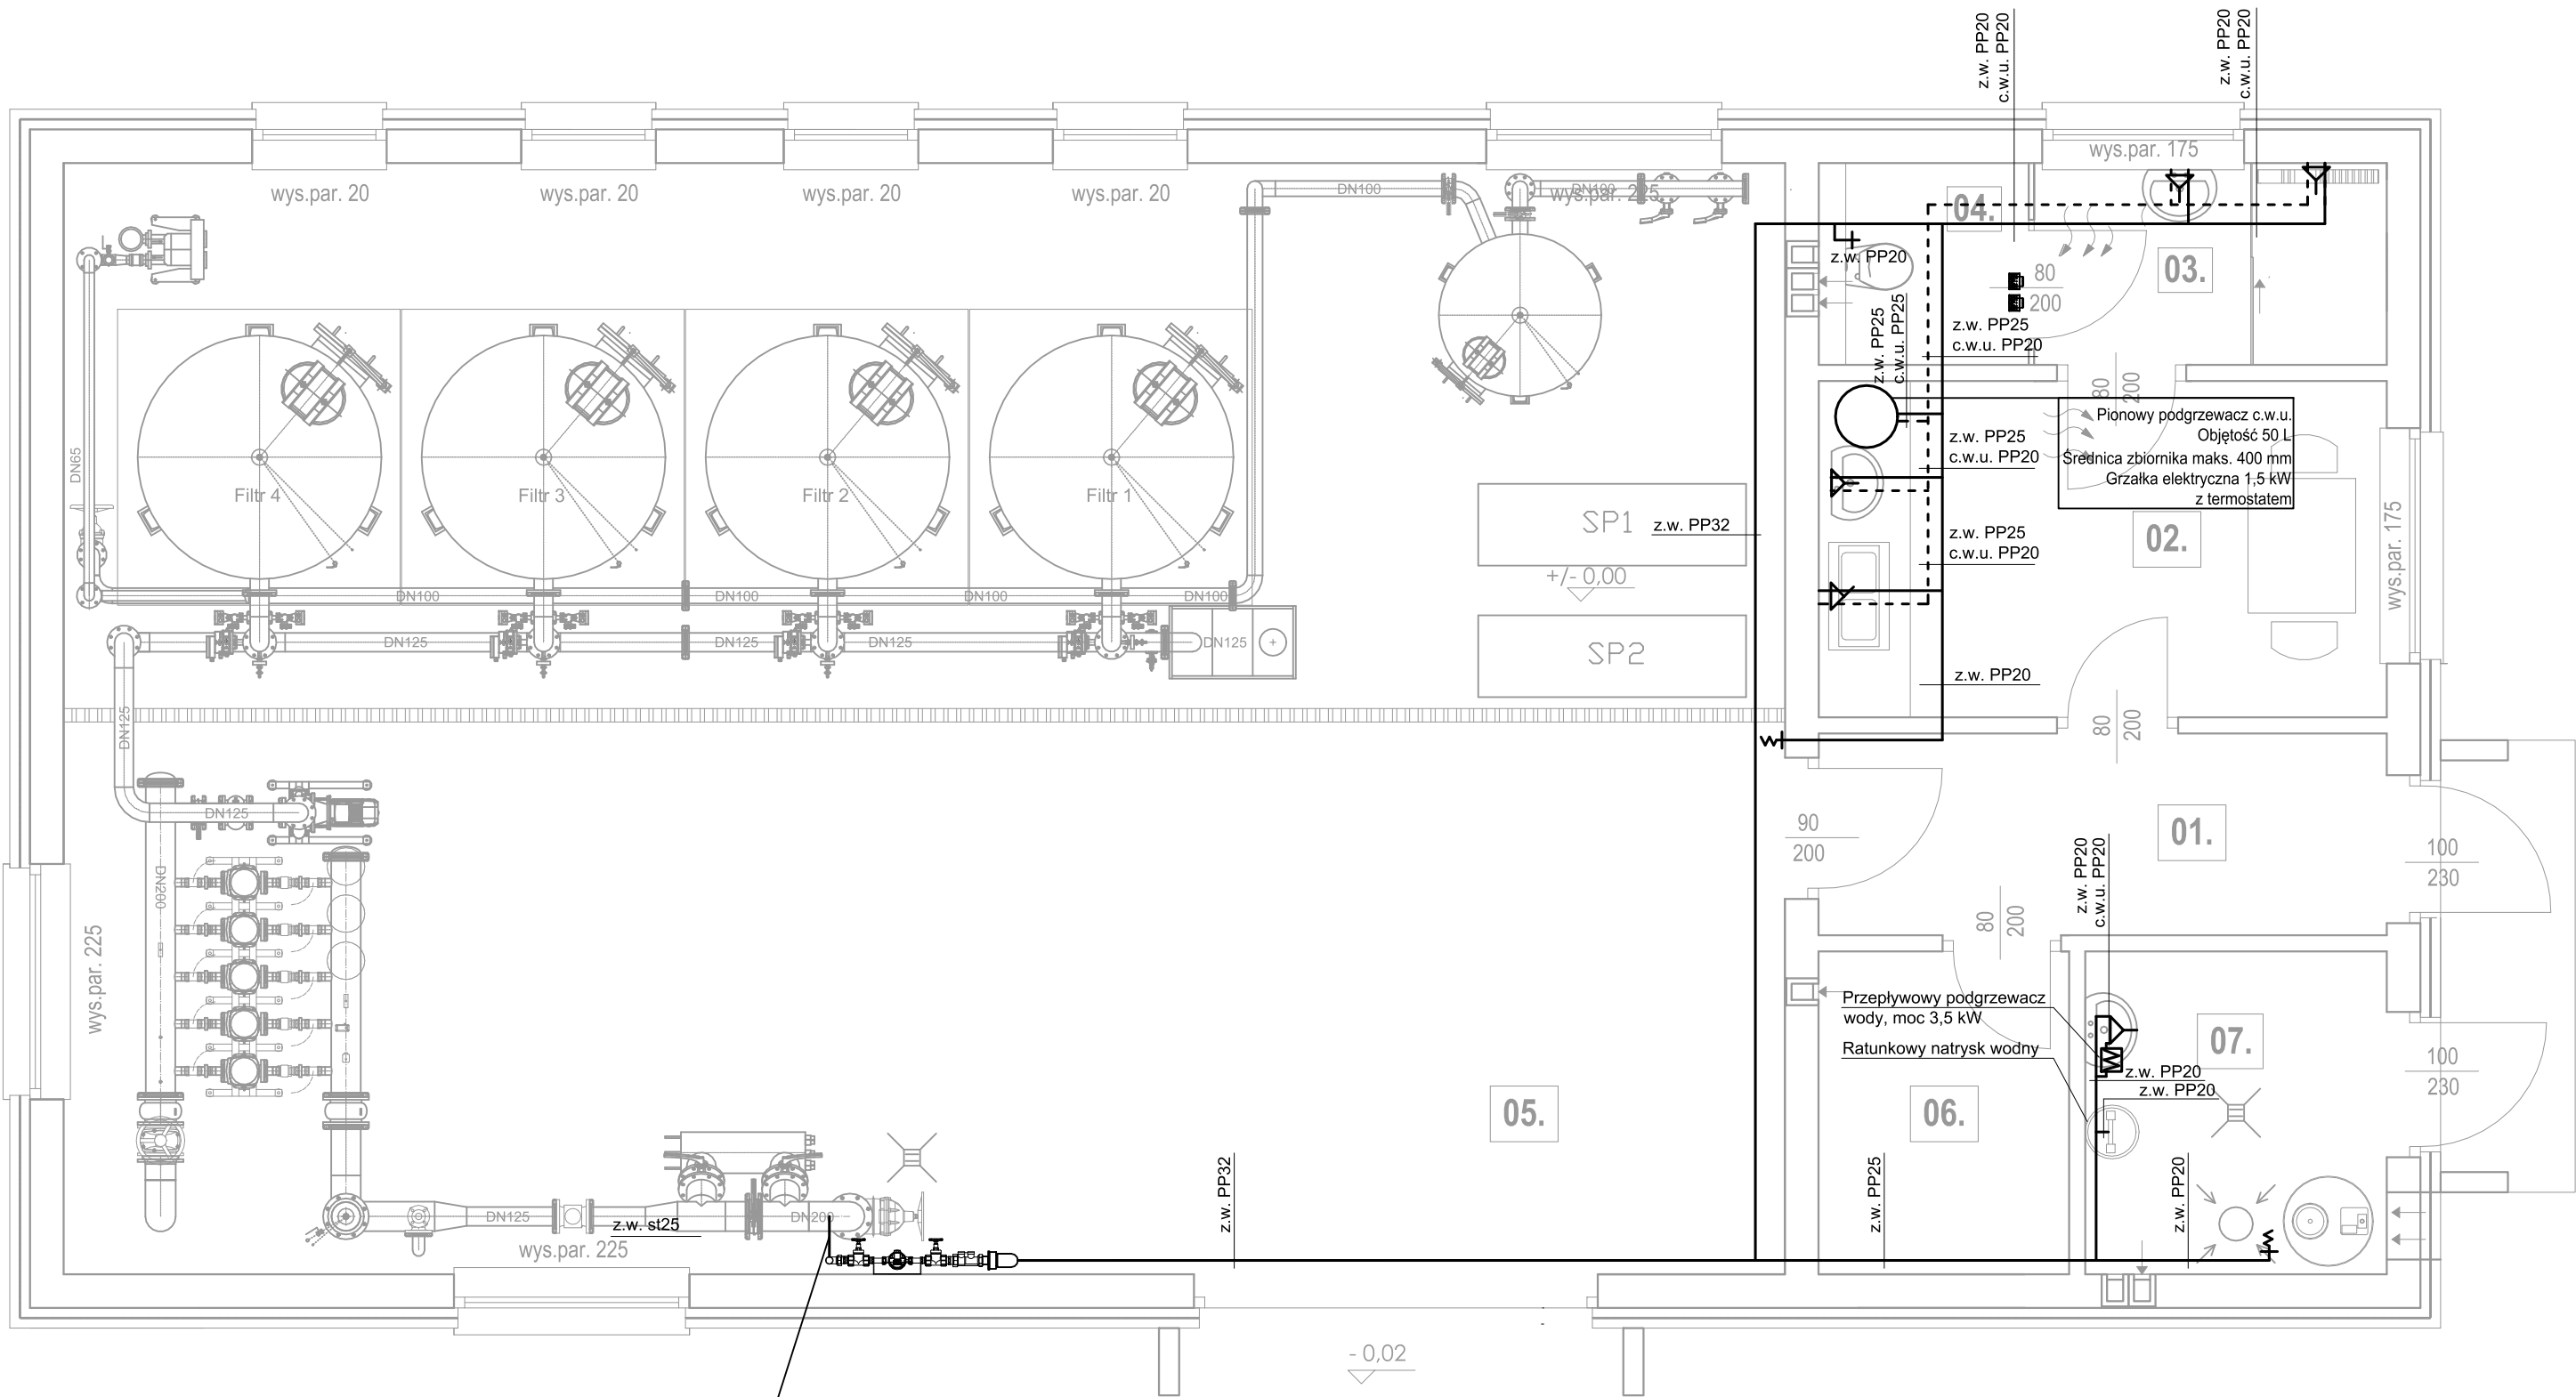 z.w. PP20
c.w.u. PP20
z.w. PP20
c.w.u. PP20
wys.par. 20
wys.par. 20
wys.par. 20
wys.par. 20
DN100
DN100
wys.par. 225
wys.par. 175
04.
03.
z.w. PP20
80
200
z.w. PP25
c.w.u. PP25
z.w. PP25
c.w.u. PP20
80
200
Pionowy podgrzewacz c.w.u.
Objętość 50 L
Średnica zbiornika maks. 400 mm
Grzałka elektryczna 1,5 kW
z termostatem
z.w. PP25
c.w.u. PP20
DN65
Filtr 4
Filtr 3
Filtr 2
Filtr 1
SP1
z.w. PP32
z.w. PP25
c.w.u. PP20
02.
wys.par. 175
+/- 0,00
DN100
DN100
DN100
DN100
DN125
DN125
DN125
DN125
SP2
z.w. PP20
DN125
80
200
DN125
DN200
90
200
01.
100
230
z.w. PP20
c.w.u. PP20
80
200
wys.par. 225
Przepływowy podgrzewacz
wody, moc 3,5 kW
Ratunkowy natrysk wodny
07.
100
230
z.w. PP20
z.w. PP20
05.
06.
z.w. PP32
z.w. PP25
z.w. PP20
DN125
DN200
z.w. st25
wys.par. 225
- 0,02